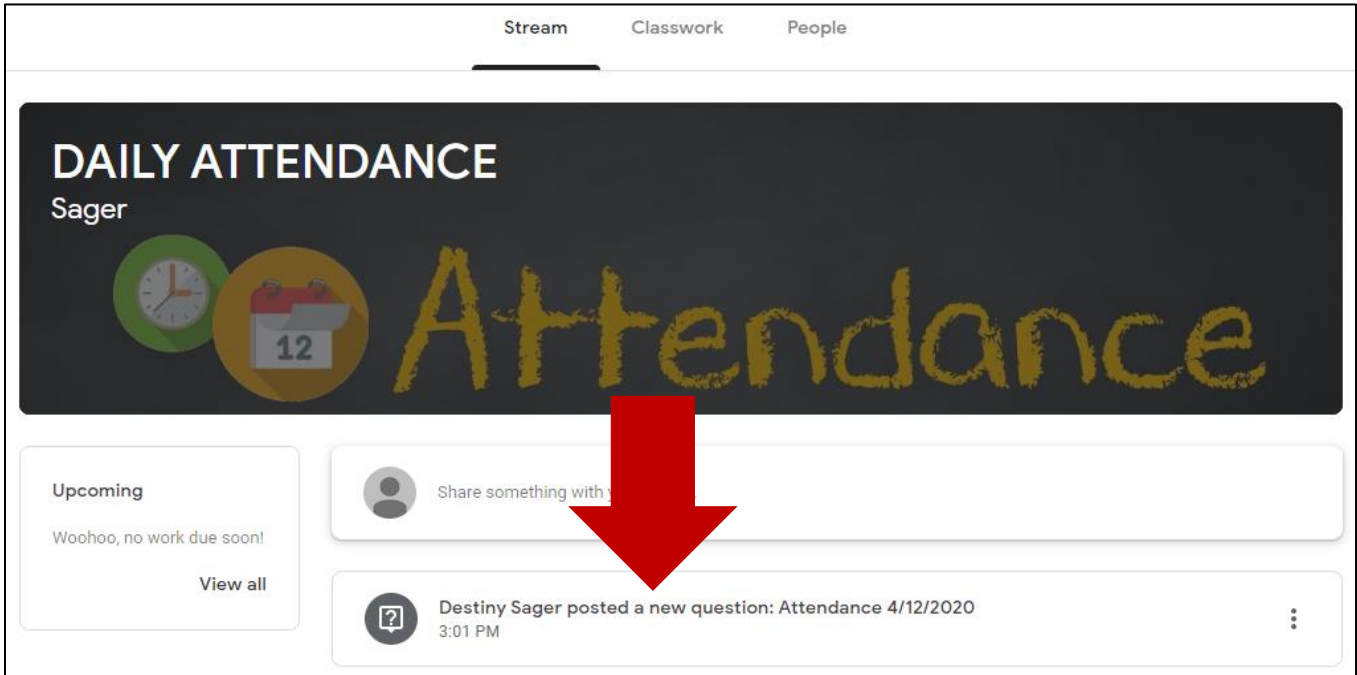 Stream Classwork People
DAILY ATTENDANCE
Sager
12
Attendance
Upcoming
Woohoo, no work due soon!
View all
Share something with
Destiny Sager posted a new question: Attendance 4/12/2020
3:01 PM